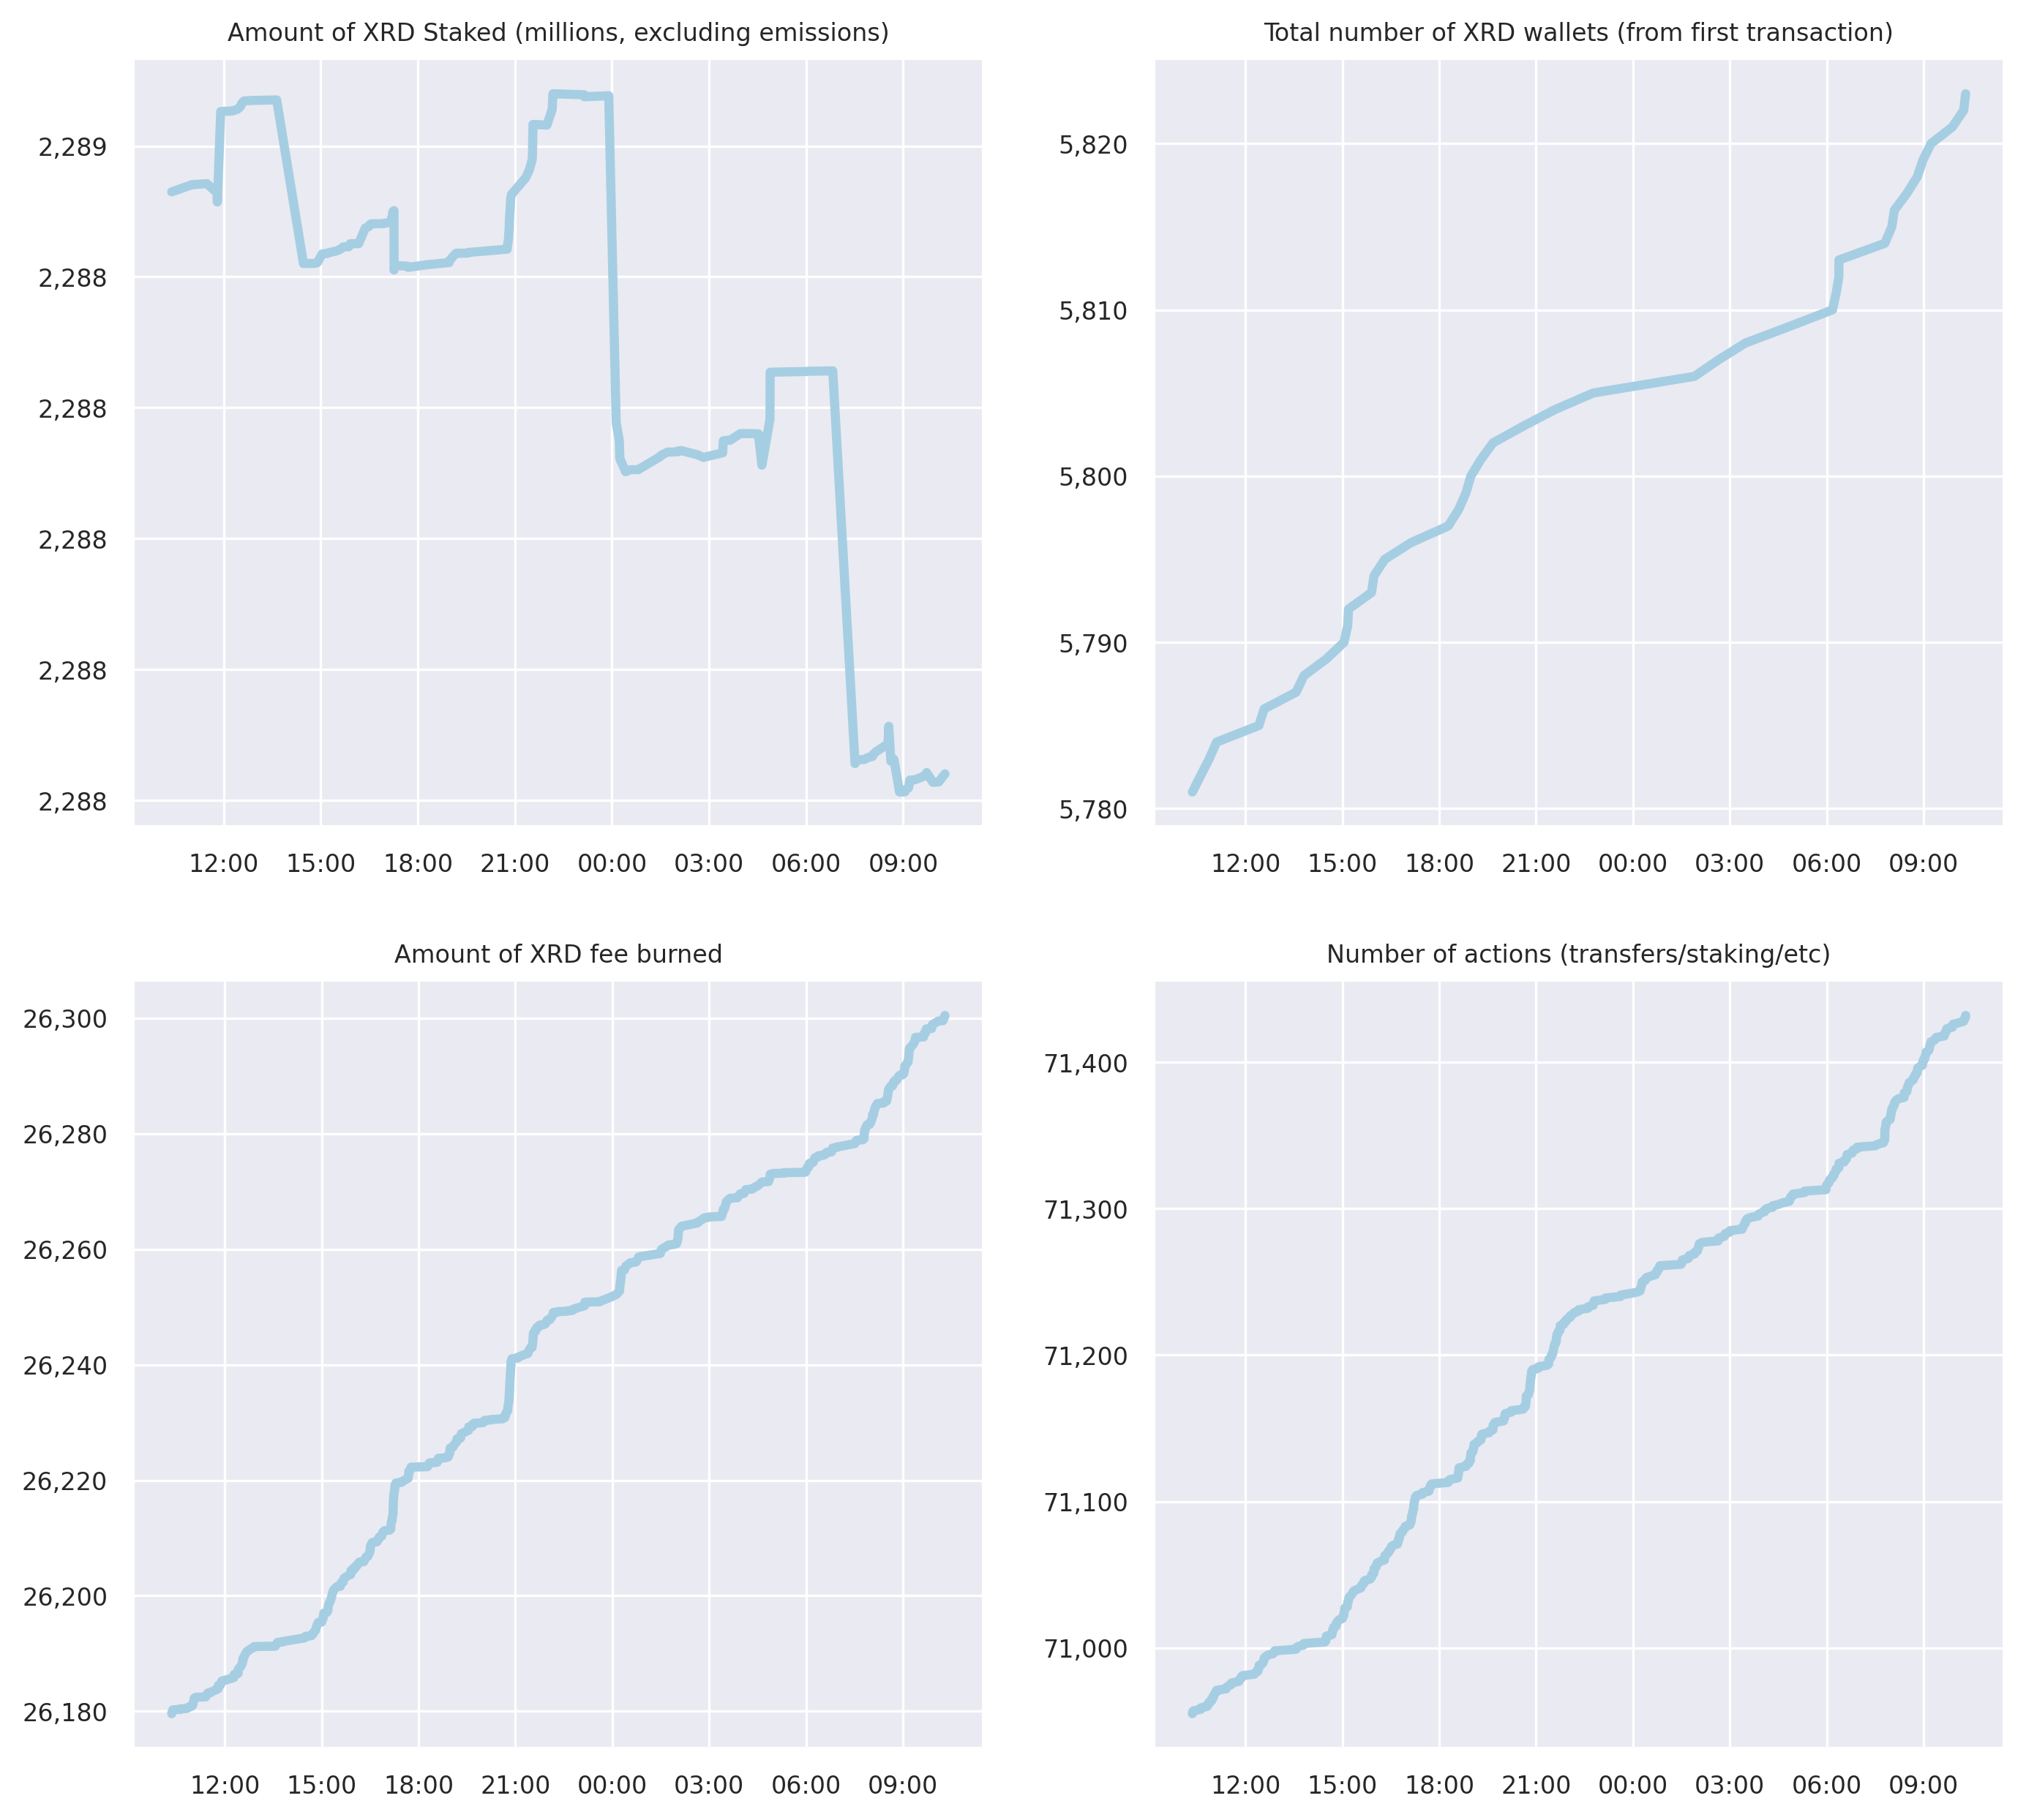 Amount of XRD Staked (millions, excluding emissions)
2,289
2,288
2,288
2,288
2,288
2,288
12:00 15:00 18:00 21:00 00:00 03:00 06:00 09:00
Total number of XRD wallets (from first transaction)
5,820
5,810
5,800
5,790
5,780
12:00 15:00 18:00 21:00 00:00 03:00 06:00 09:00
Amount of XRD fee burned
26,300
26,280
26,260
26,240
26,220
26,200
26,180
12:00 15:00 18:00 21:00 00:00 03:00 06:00 09:00
Number of actions (transfers/staking/etc)
71,400
71,300
71,200
71,100
71,000
12:00 15:00 18:00 21:00 00:00 03:00 06:00 09:00